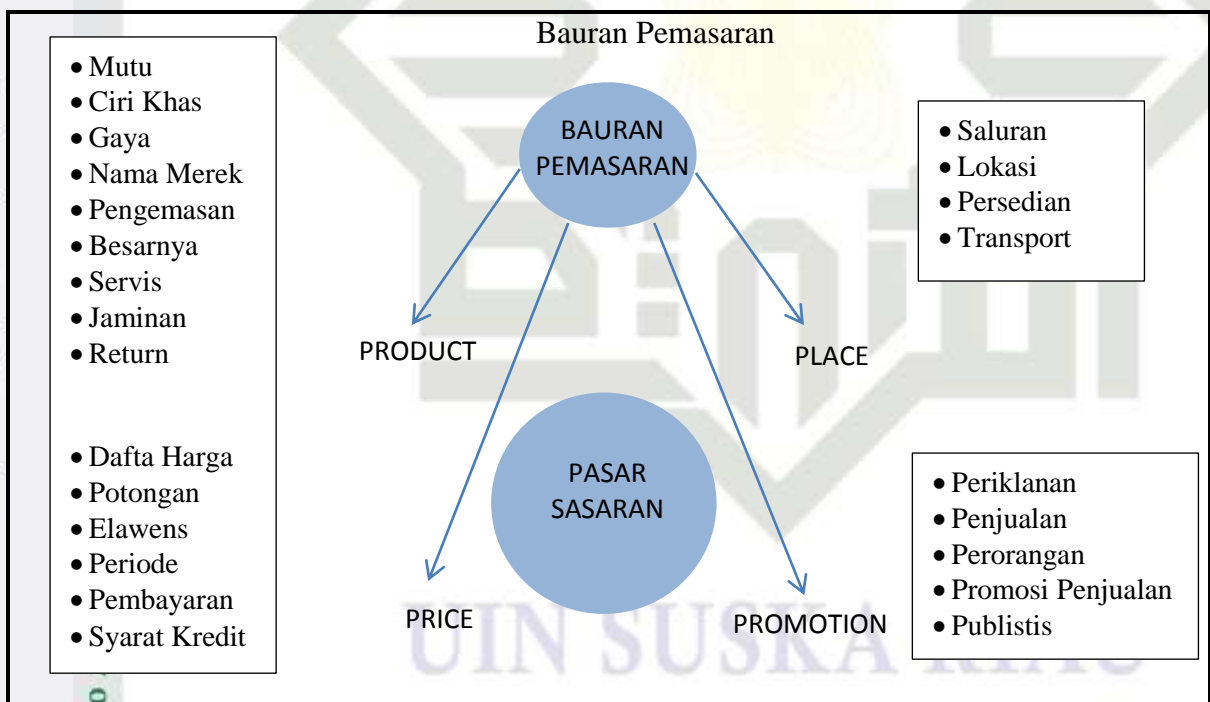 Bauran Pemasaran
• Mutu
• Ciri Khas
• Gaya
• Nama Merek
• Pengemasan
• Besarnya
• Servis
• Jaminan
• Return
• Dafta Harga
• Potongan
• Elawens
• Periode
• Pembayaran
• Syarat Kredit
BAURAN
PEMASARAN
PRODUCT
PLACE
PASAR
SASARAN
PRICE
PROMOTION
• Saluran
• Lokasi
• Persedian
• Transport
• Periklanan
• Penjualan
• Perorangan
• Promosi Penjualan
• Publistis
UIN SUSKA RIAU